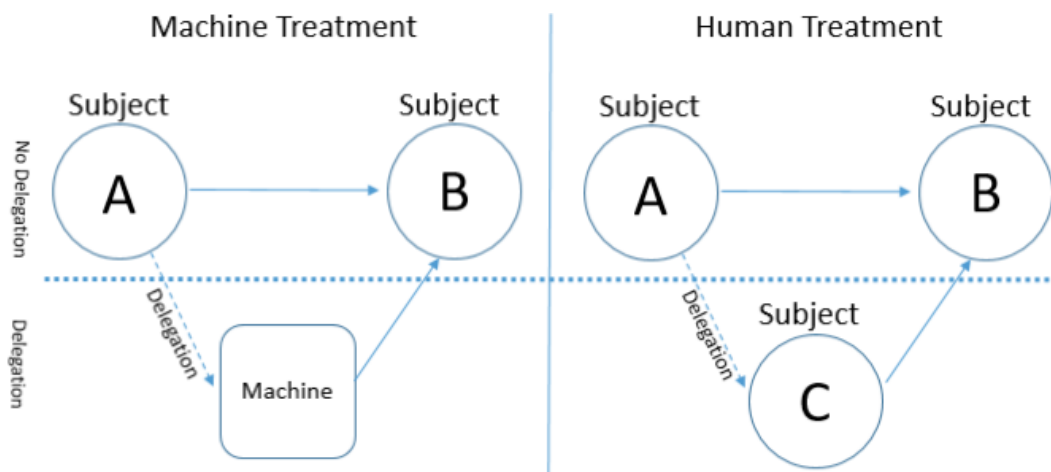 Machine Treatment
Human Treatment
Subject
Subject
Subject
Subject
No Delegation
A
B
A
B
Delegation
Delegation
Delegation
Subject
Machine
C